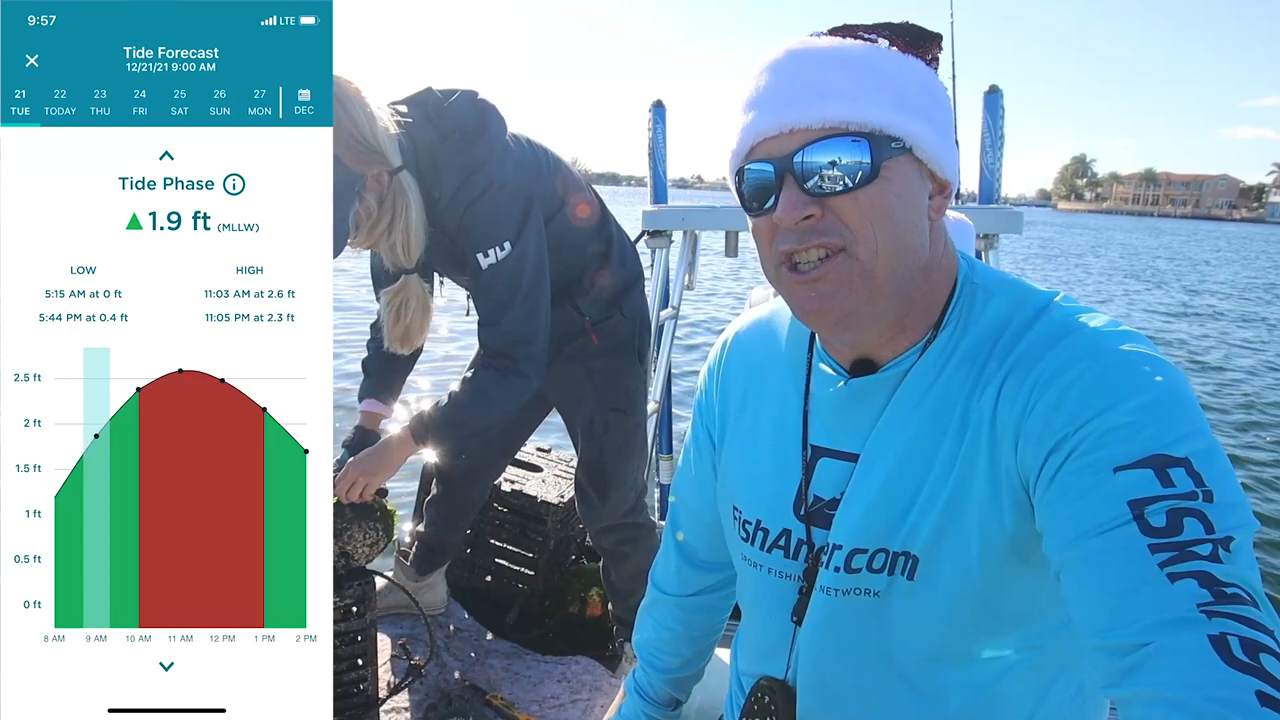 9:57
LTE
Tide Forecast
12/21/21 9:00 AM
21 22 23 24 25 26 27
TUE TODAY THU FRI SAT SUN MON DEC
Tide Phase
1.9 ft (MLLW)
LOW HIGH
5:15 AM at 0 ft 11:03 AM at 2.6 ft
5:44 PM at 0.4 ft 11:05 PM at 2.3 ft
2.5 ft
2 ft
1.5 ft
1 ft
0.5 ft
0 ft
8 AM 9 AM 10 AM 11 AM 12 PM 1 PM 2 PM
HH
SPORT FISHING NETWORK